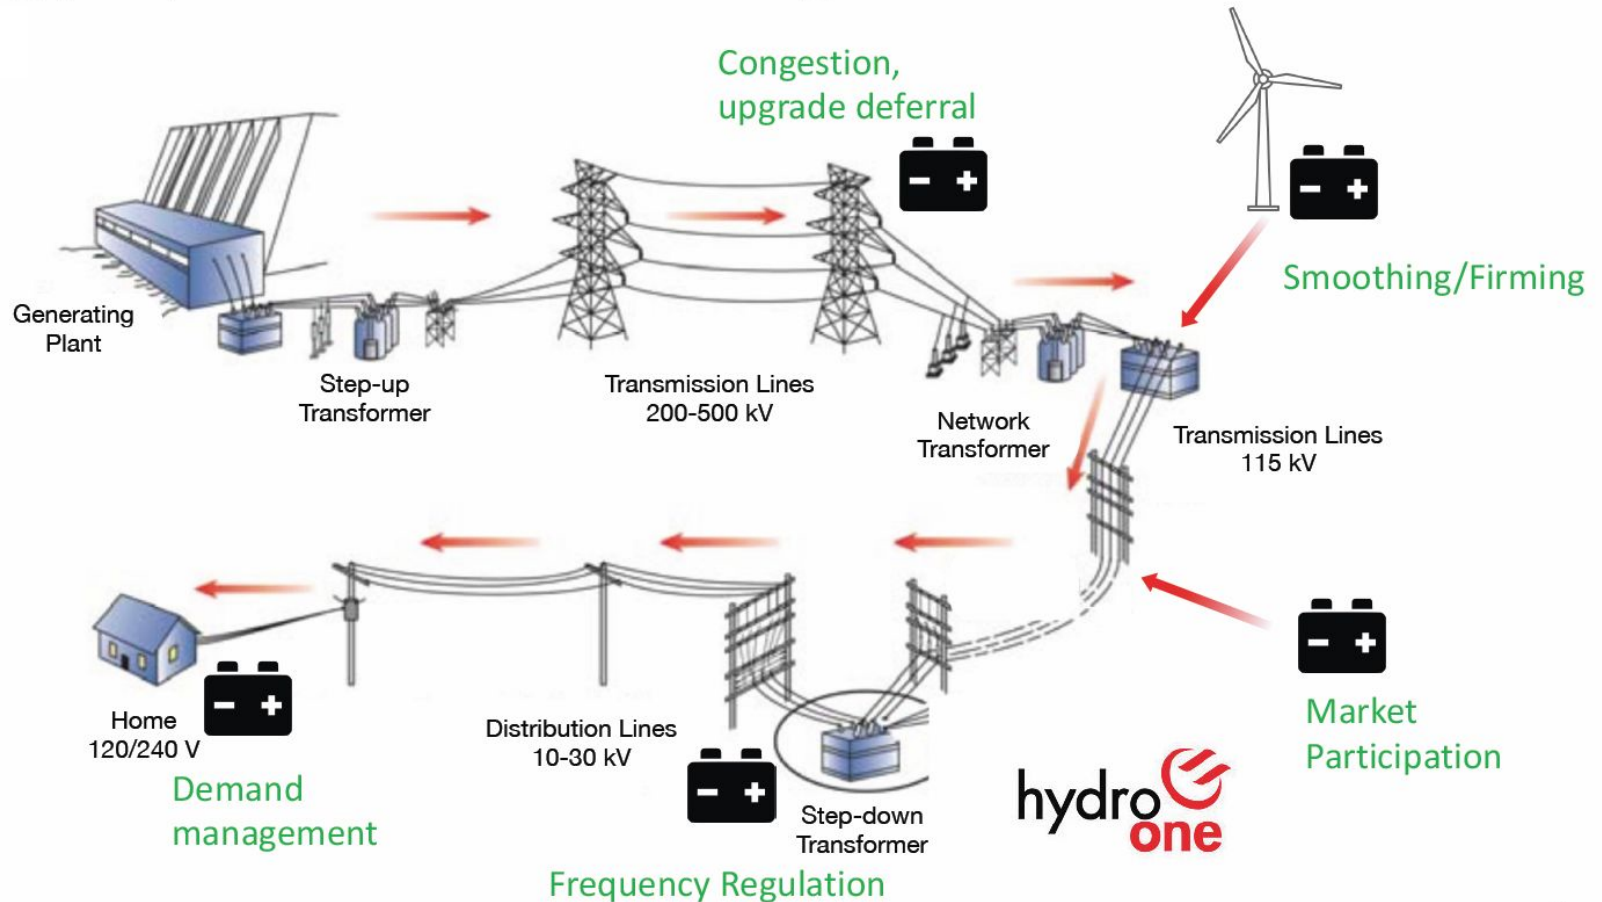 Congestion,
upgrade deferral
Smoothing/Firming
Generating
Plant
Step-up
Transformer
Transmission Lines
200-500 kV
Network
Transformer
Transmission Lines
115 kV
Home
120/240 V
Demand
management
Distribution Lines
10-30 kV
Step-down
Transformer
Frequency Regulation
hydro
one
Market
Participation